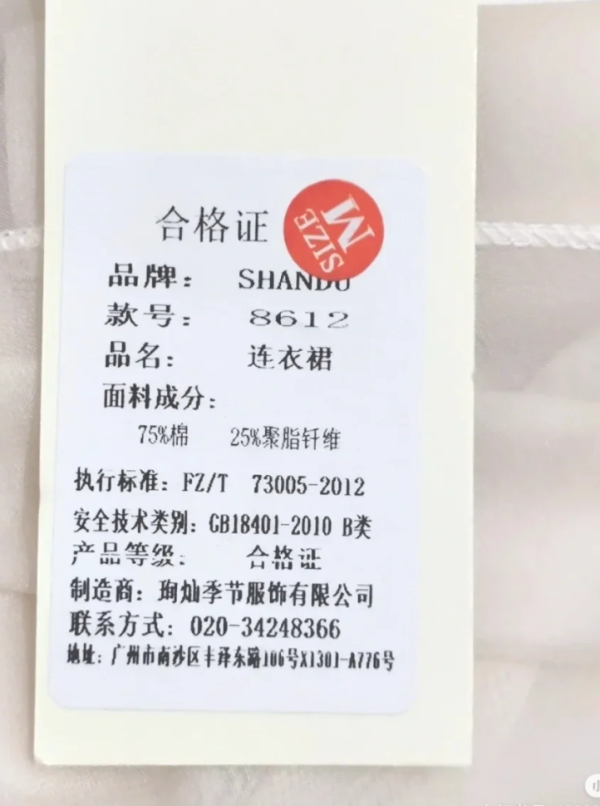 合格证
SIZE M
品牌： SHANDU
款号： 8612
品名： 连衣裙
面料成分：
75%棉 25%聚脂钎维
执行标准：FZ/T 73005-2012
安全技术类别：GB18401-2010 B类
产品等级： 合格证
制造商：珣灿季节服饰有限公司
联系方式：020-34248366
地址：广州市南沙区丰泽东路106号X1301-A776号